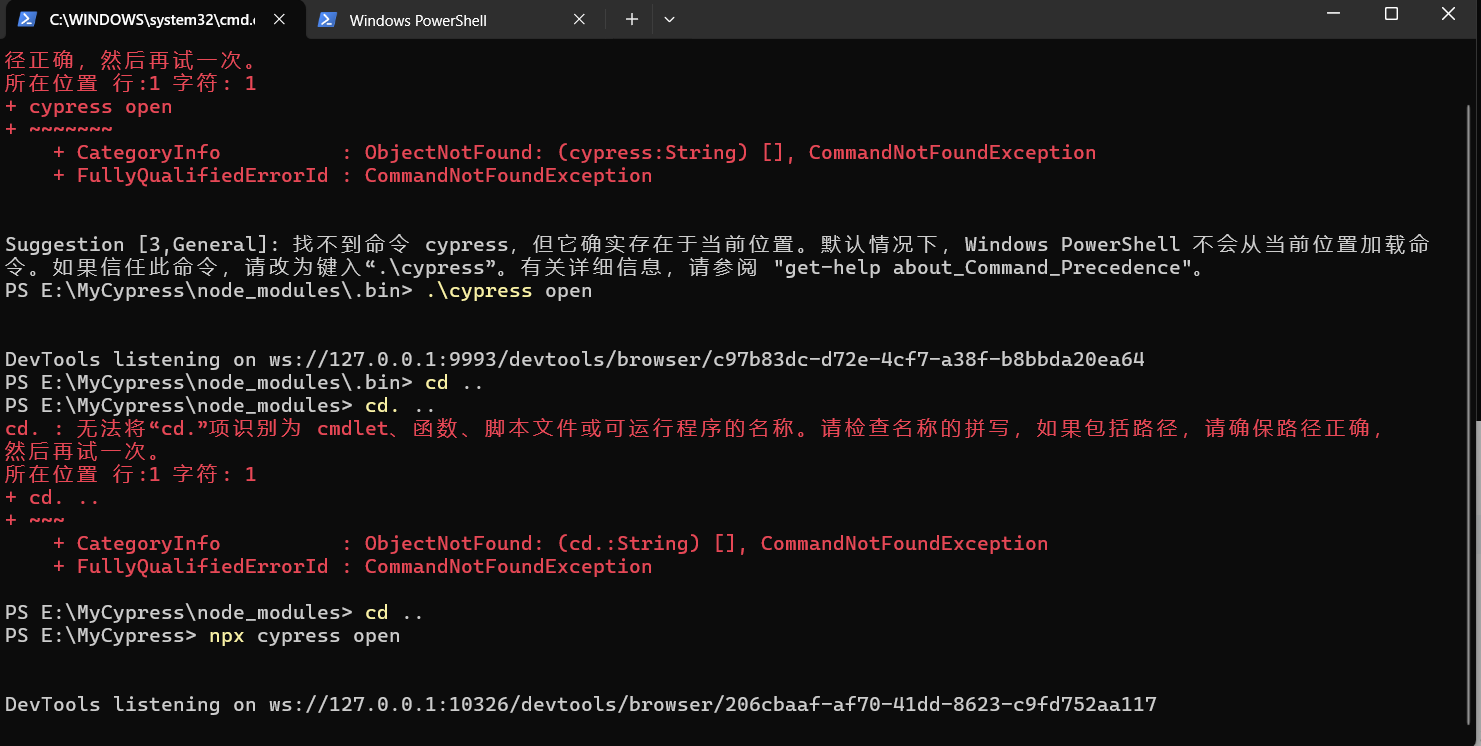 C:\WINDOWS\system32\cmd.e
Windows PowerShell
径正确，然后再试一次。
所在位置 行:1 字符: 1
+ cypress open
+ ~~~~~~~
    + CategoryInfo          : ObjectNotFound: (cypress:String) [], CommandNotFoundException
    + FullyQualifiedErrorId : CommandNotFoundException
Suggestion [3,General]: 找不到命令 cypress，但它确实存在于当前位置。默认情况下，Windows PowerShell 不会从当前位置加载命
令。如果信任此命令，请改为键入“.\cypress”。有关详细信息，请参阅 "get-help about_Command_Precedence"。
PS E:\MyCypress\node_modules\.bin> .\cypress open
DevTools listening on ws://127.0.0.1:9993/devtools/browser/c97b83dc-d72e-4cf7-a38f-b8bbda20ea64
PS E:\MyCypress\node_modules\.bin> cd ..
PS E:\MyCypress\node_modules> cd. ..
cd. : 无法将“cd.”项识别为 cmdlet、函数、脚本文件或可运行程序的名称。请检查名称的拼写，如果包括路径，请确保路径正确，
然后再试一次。
所在位置 行:1 字符: 1
+ cd. ..
+ ~~~
    + CategoryInfo          : ObjectNotFound: (cd.:String) [], CommandNotFoundException
    + FullyQualifiedErrorId : CommandNotFoundException
PS E:\MyCypress\node_modules> cd ..
PS E:\MyCypress> npx cypress open
DevTools listening on ws://127.0.0.1:10326/devtools/browser/206cbaaf-af70-41dd-8623-c9fd752aa117